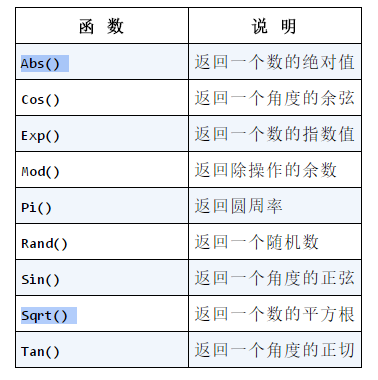 函 数 说 明
Abs() 返回一个数的绝对值
Cos() 返回一个角度的余弦
Exp() 返回一个数的指数值
Mod() 返回除操作的余数
Pi() 返回圆周率
Rand() 返回一个随机数
Sin() 返回一个角度的正弦
Sqrt() 返回一个数的平方根
Tan() 返回一个角度的正切